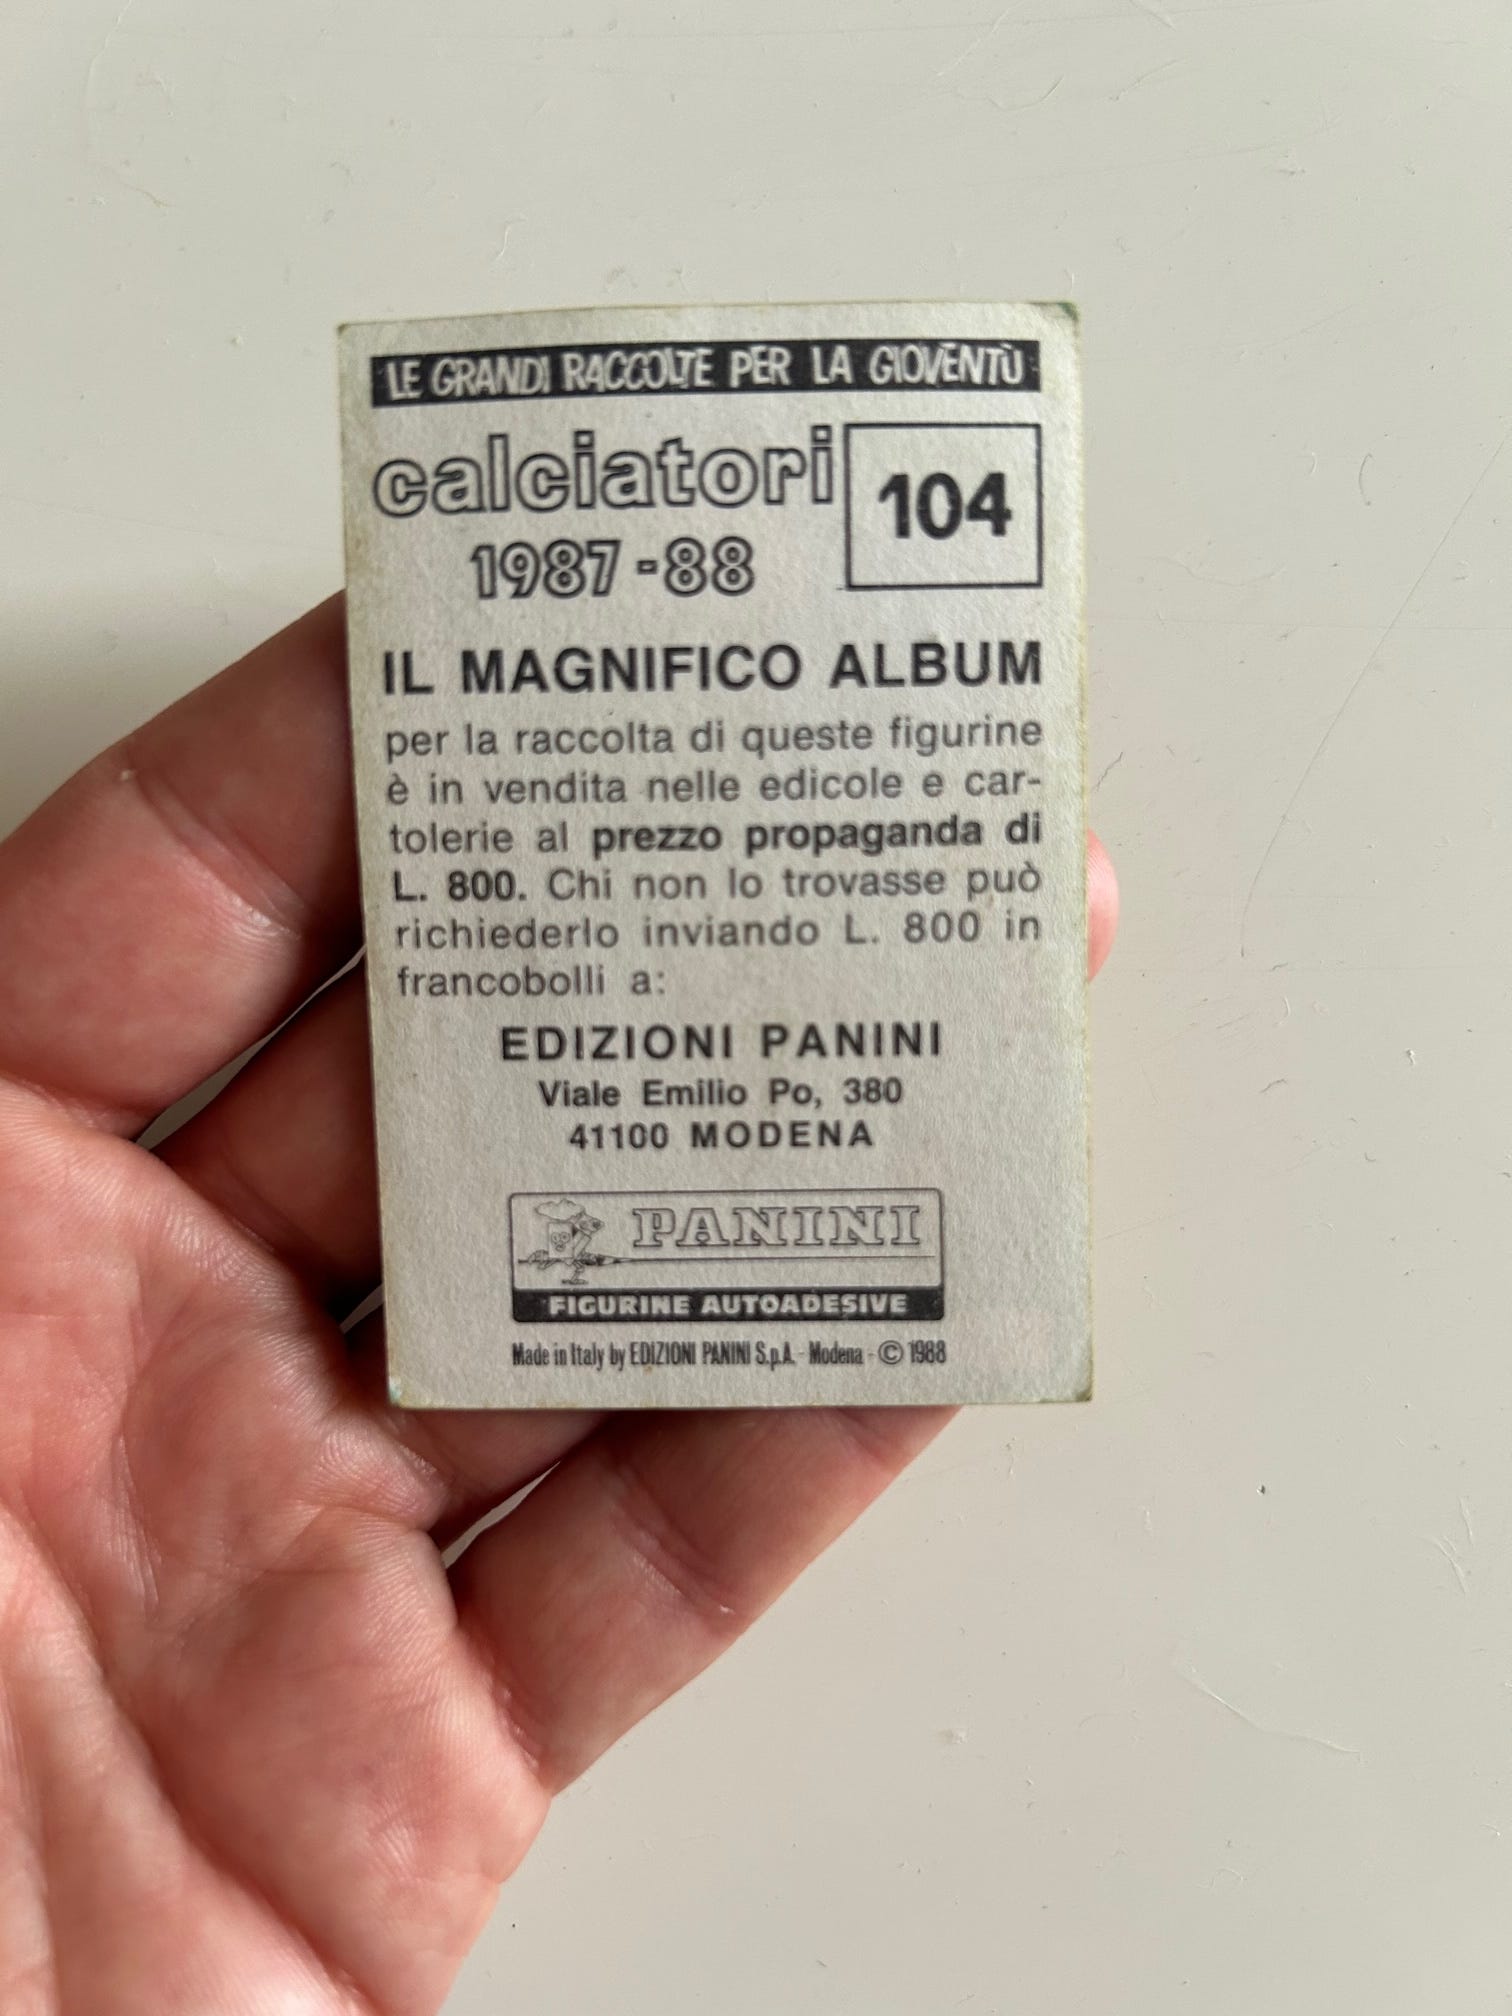 LE GRANDI RACCOLTE PER LA GIOVENTÙ
calciatori
104
1987-88
IL MAGNIFICO ALBUM
per la raccolta di queste figurine
è in vendita nelle edicole e car-
tolerie al prezzo propaganda di
L. 800. Chi non lo trovasse può
richiederlo inviando L. 800 in
francobolli a:
EDIZIONI PANINI
Viale Emilio Po, 380
41100 MODENA
PANINI
FIGURINE AUTOADESIVE
Made in Italy by EDIZIONI PANINI S.p.A. - Modena - © 1988